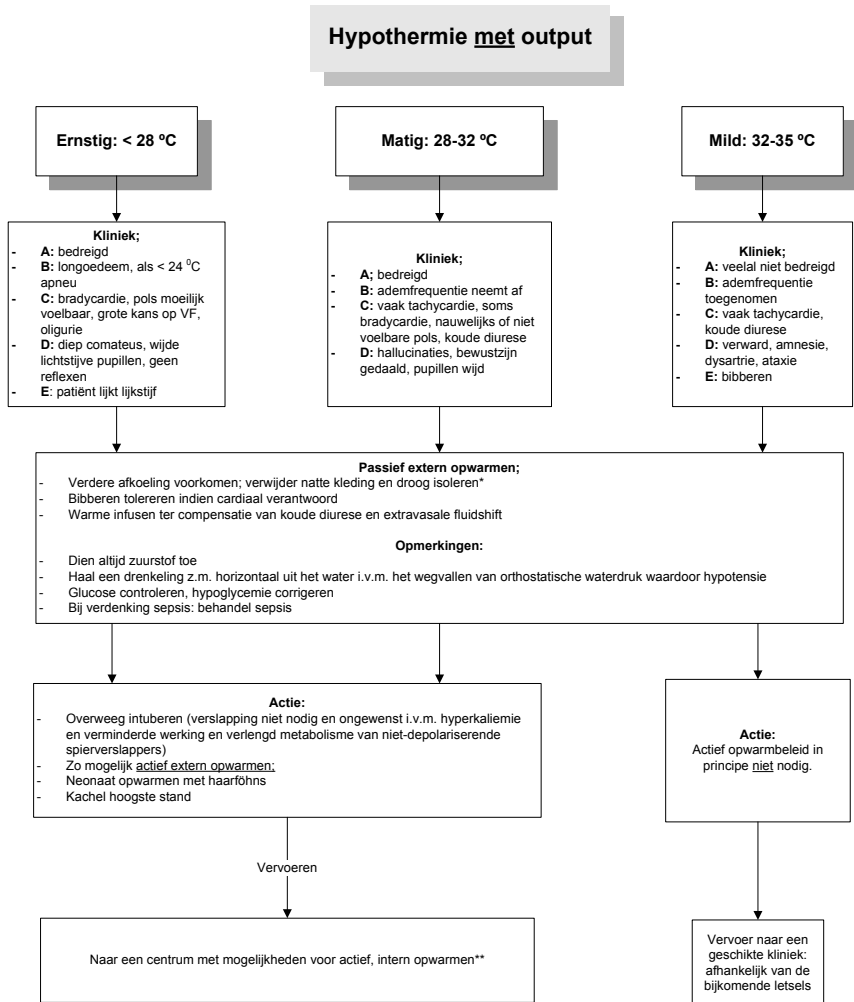 Hypothermie met output
Ernstig: < 28 ºC
Matig: 28-32 ºC
Mild: 32-35 ºC
Kliniek;
- A: bedreigd
- B: longoedeem, als < 24 ⁰C
apneu
- C: bradycardie, pols moeilijk
voelbaar, grote kans op VF,
oligurie
- D: diep comateus, wijde
lichtstijve pupillen, geen
reflexen
- E: patiënt lijkt lijkstijf
Kliniek;
- A; bedreigd
- B: ademfrequentie neemt af
- C: vaak tachycardie, soms
bradycardie, nauwelijks of niet
voelbare pols, koude diurese
- D: hallucinaties, bewustzijn
gedaald, pupillen wijd
Kliniek;
- A: veelal niet bedreigd
- B: ademfrequentie
toegenomen
- C: vaak tachycardie,
koude diurese
- D: verward, amnesie,
dysartrie, ataxie
- E: bibberen
Passief extern opwarmen;
- Verdere afkoeling voorkomen; verwijder natte kleding en droog isoleren*
- Bibberen tolereren indien cardiaal verantwoord
- Warme infusen ter compensatie van koude diurese en extravasale fluidshift
Opmerkingen:
- Dien altijd zuurstof toe
- Haal een drenkeling z.m. horizontaal uit het water i.v.m. het wegvallen van orthostatische waterdruk waardoor hypotensie
- Glucose controleren, hypoglycemie corrigeren
- Bij verdenking sepsis: behandel sepsis
Actie:
- Overweeg intuberen (verslapping niet nodig en ongewenst i.v.m. hyperkaliemie
en verminderde werking en verlengd metabolisme van niet-depolariserende
spierverslappers)
- Zo mogelijk actief extern opwarmen;
- Neonaat opwarmen met haarföhns
- Kachel hoogste stand
Actie:
Actief opwarmbeleid in
principe niet nodig.
Vervoeren
Naar een centrum met mogelijkheden voor actief, intern opwarmen**
Vervoer naar een
geschikte kliniek:
afhankelijk van de
bijkomende letsels